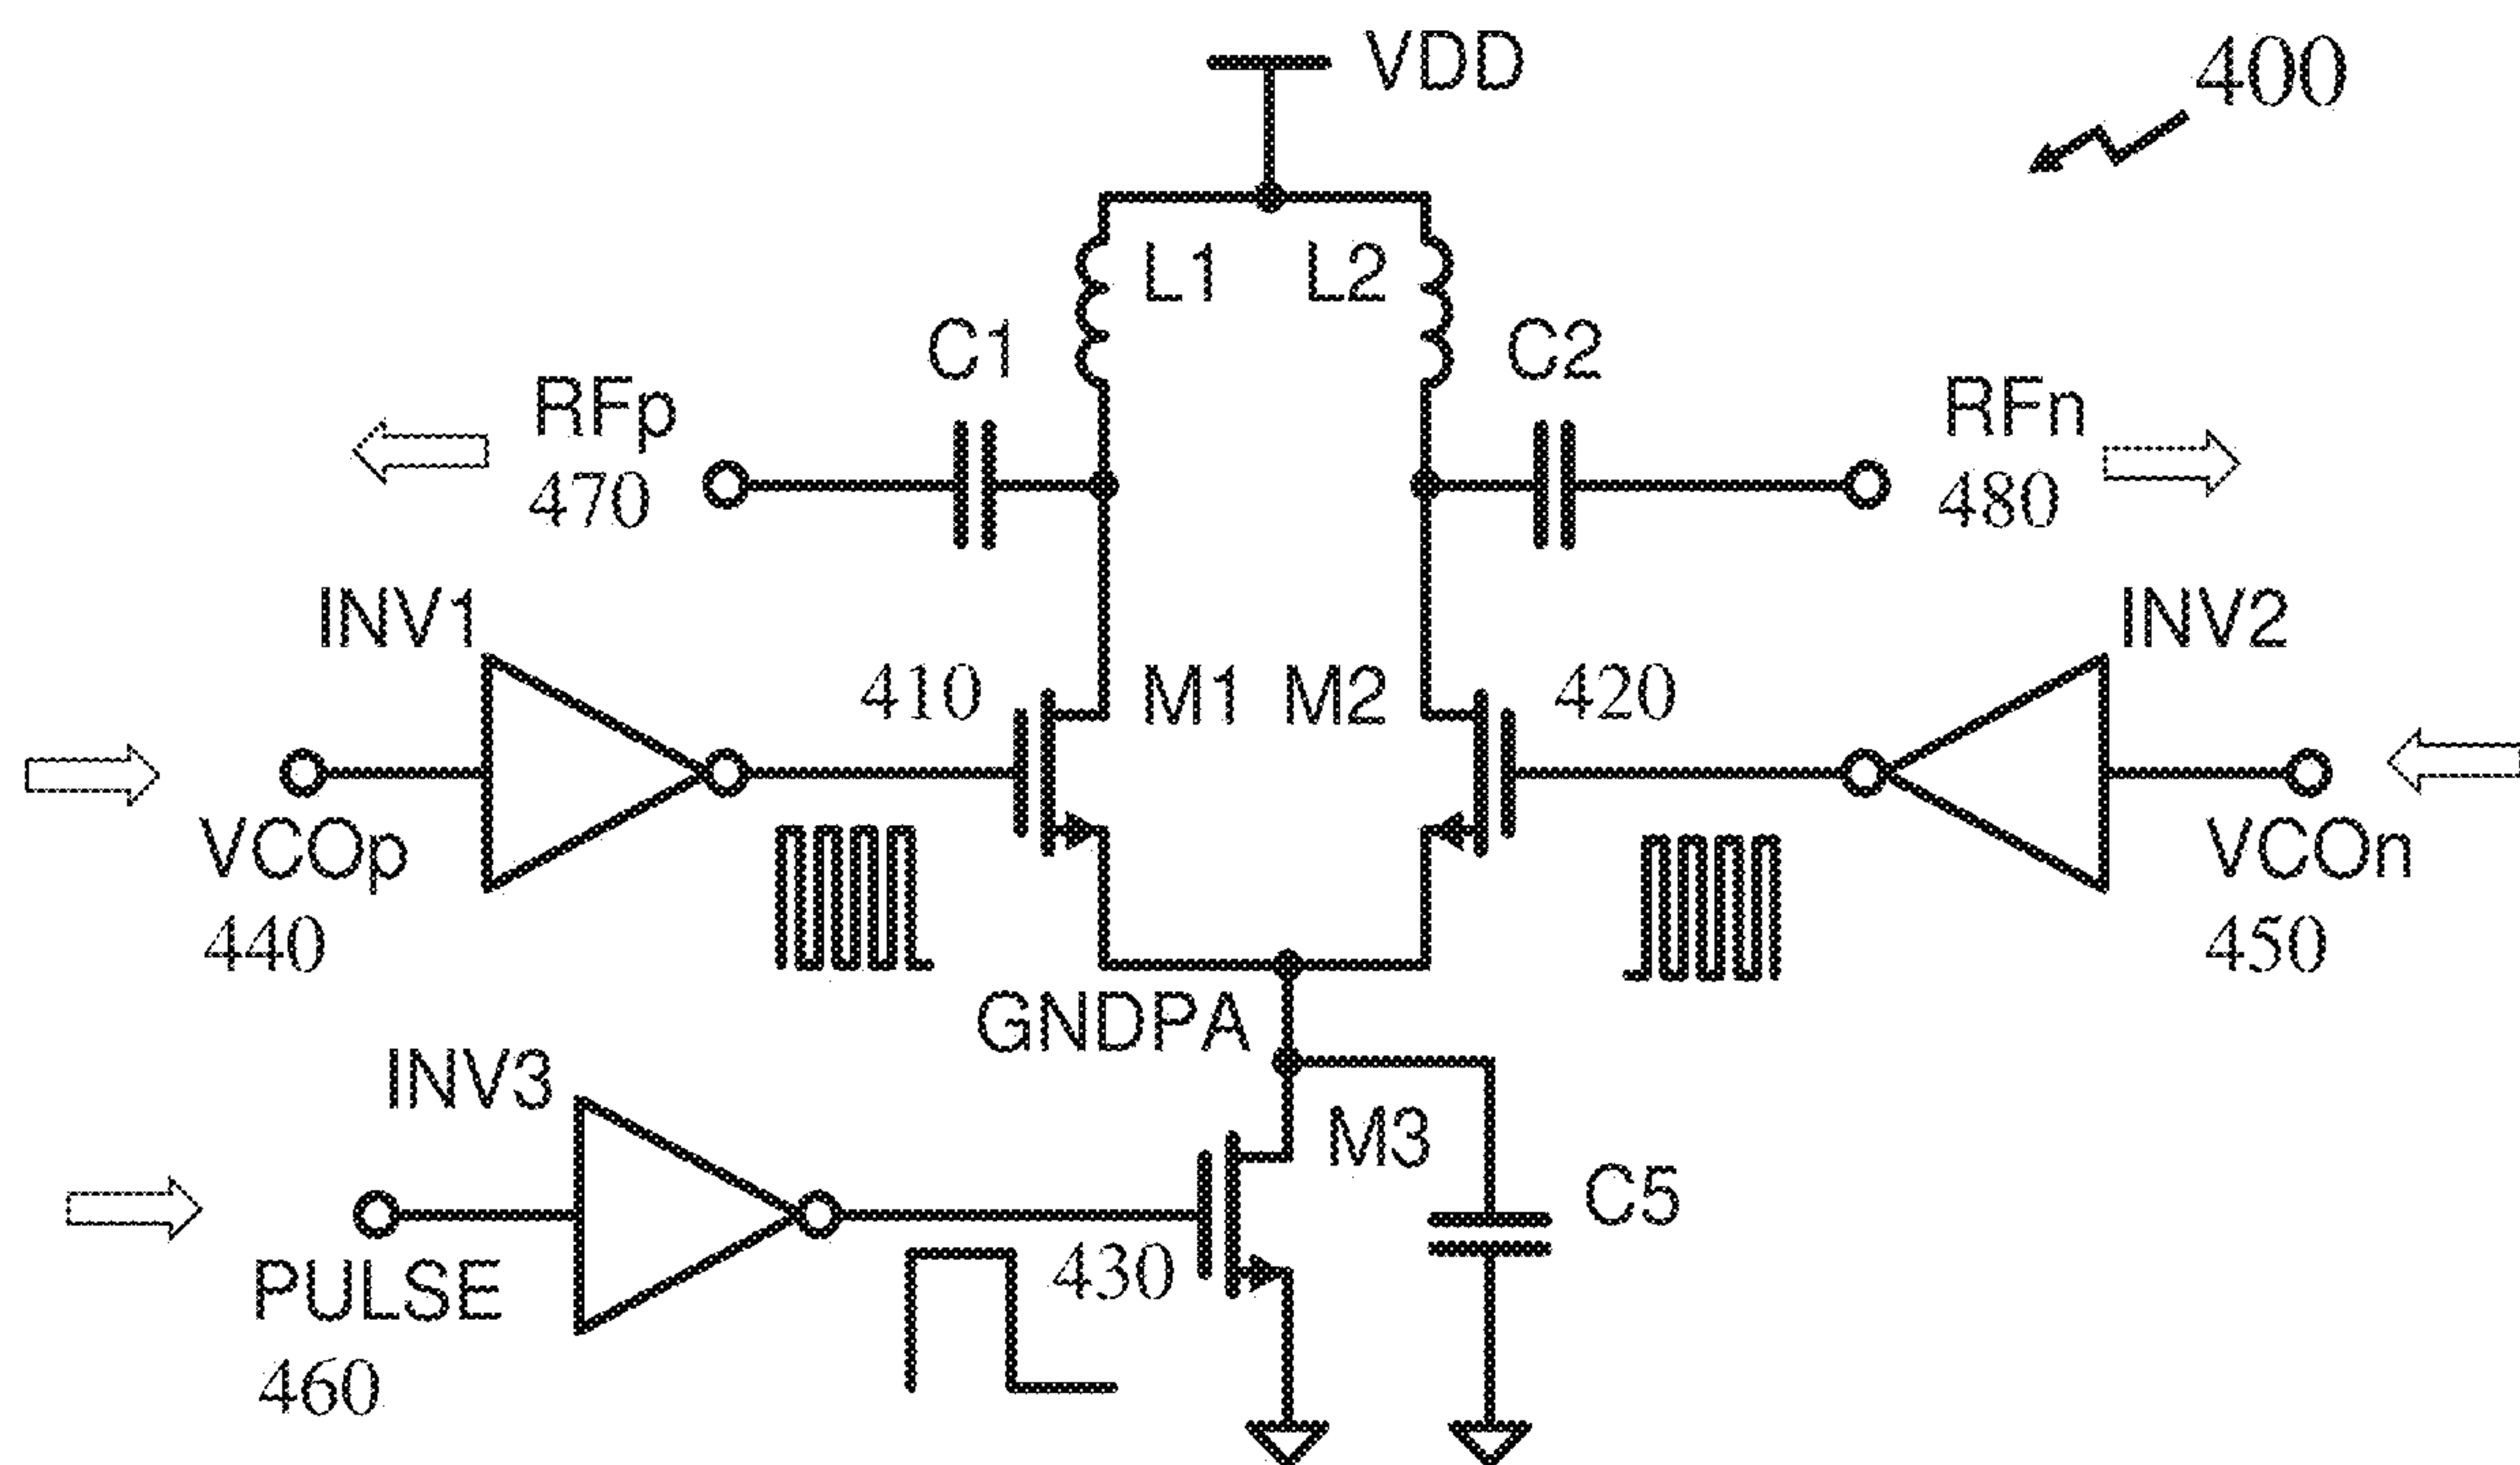 VDD
400
L1
L2
C1
C2
RFp
470
RFn
480
INV1
INV2
410
M1
M2
420
VCOp
440
VCOn
450
GNDPA
INV3
M3
C5
430
PULSE
460